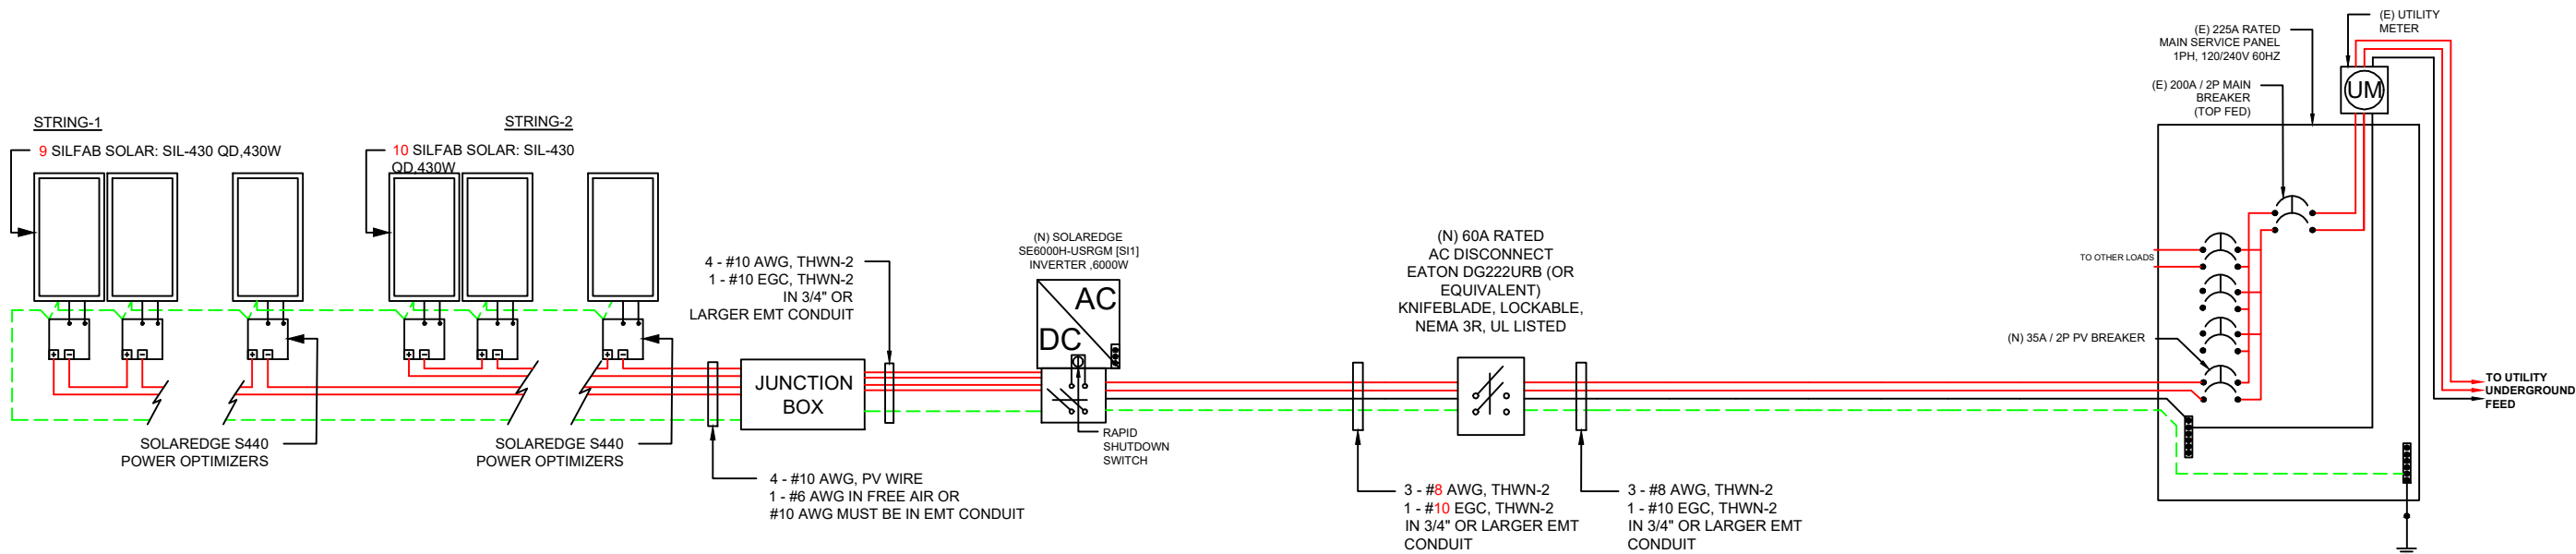 STRING-1
9 SILFAB SOLAR: SIL-430 QD,430W
STRING-2
10 SILFAB SOLAR: SIL-430
QD,430W
SOLAREDGE S440
POWER OPTIMIZERS
SOLAREDGE S440
POWER OPTIMIZERS
4 - #10 AWG, THWN-2
1 - #10 EGC, THWN-2
IN 3/4" OR
LARGER EMT CONDUIT
JUNCTION
BOX
4 - #10 AWG, PV WIRE
1 - #6 AWG IN FREE AIR OR
#10 AWG MUST BE IN EMT CONDUIT
(N) SOLAREDGE
SE6000H-USRGM [SI1]
INVERTER ,6000W
AC
DC
RAPID
SHUTDOWN
SWITCH
(N) 60A RATED
AC DISCONNECT
EATON DG222URB (OR
EQUIVALENT)
KNIFEBLADE, LOCKABLE,
NEMA 3R, UL LISTED
3 - #8 AWG, THWN-2
1 - #10 EGC, THWN-2
IN 3/4" OR LARGER EMT
CONDUIT
3 - #8 AWG, THWN-2
1 - #10 EGC, THWN-2
IN 3/4" OR LARGER EMT
CONDUIT
(E) UTILITY
METER
(E) 225A RATED
MAIN SERVICE PANEL
1PH, 120/240V 60HZ
(E) 200A / 2P MAIN
BREAKER
(TOP FED)
UM
TO OTHER LOADS
(N) 35A / 2P PV BREAKER
TO UTILITY
UNDERGROUND
FEED